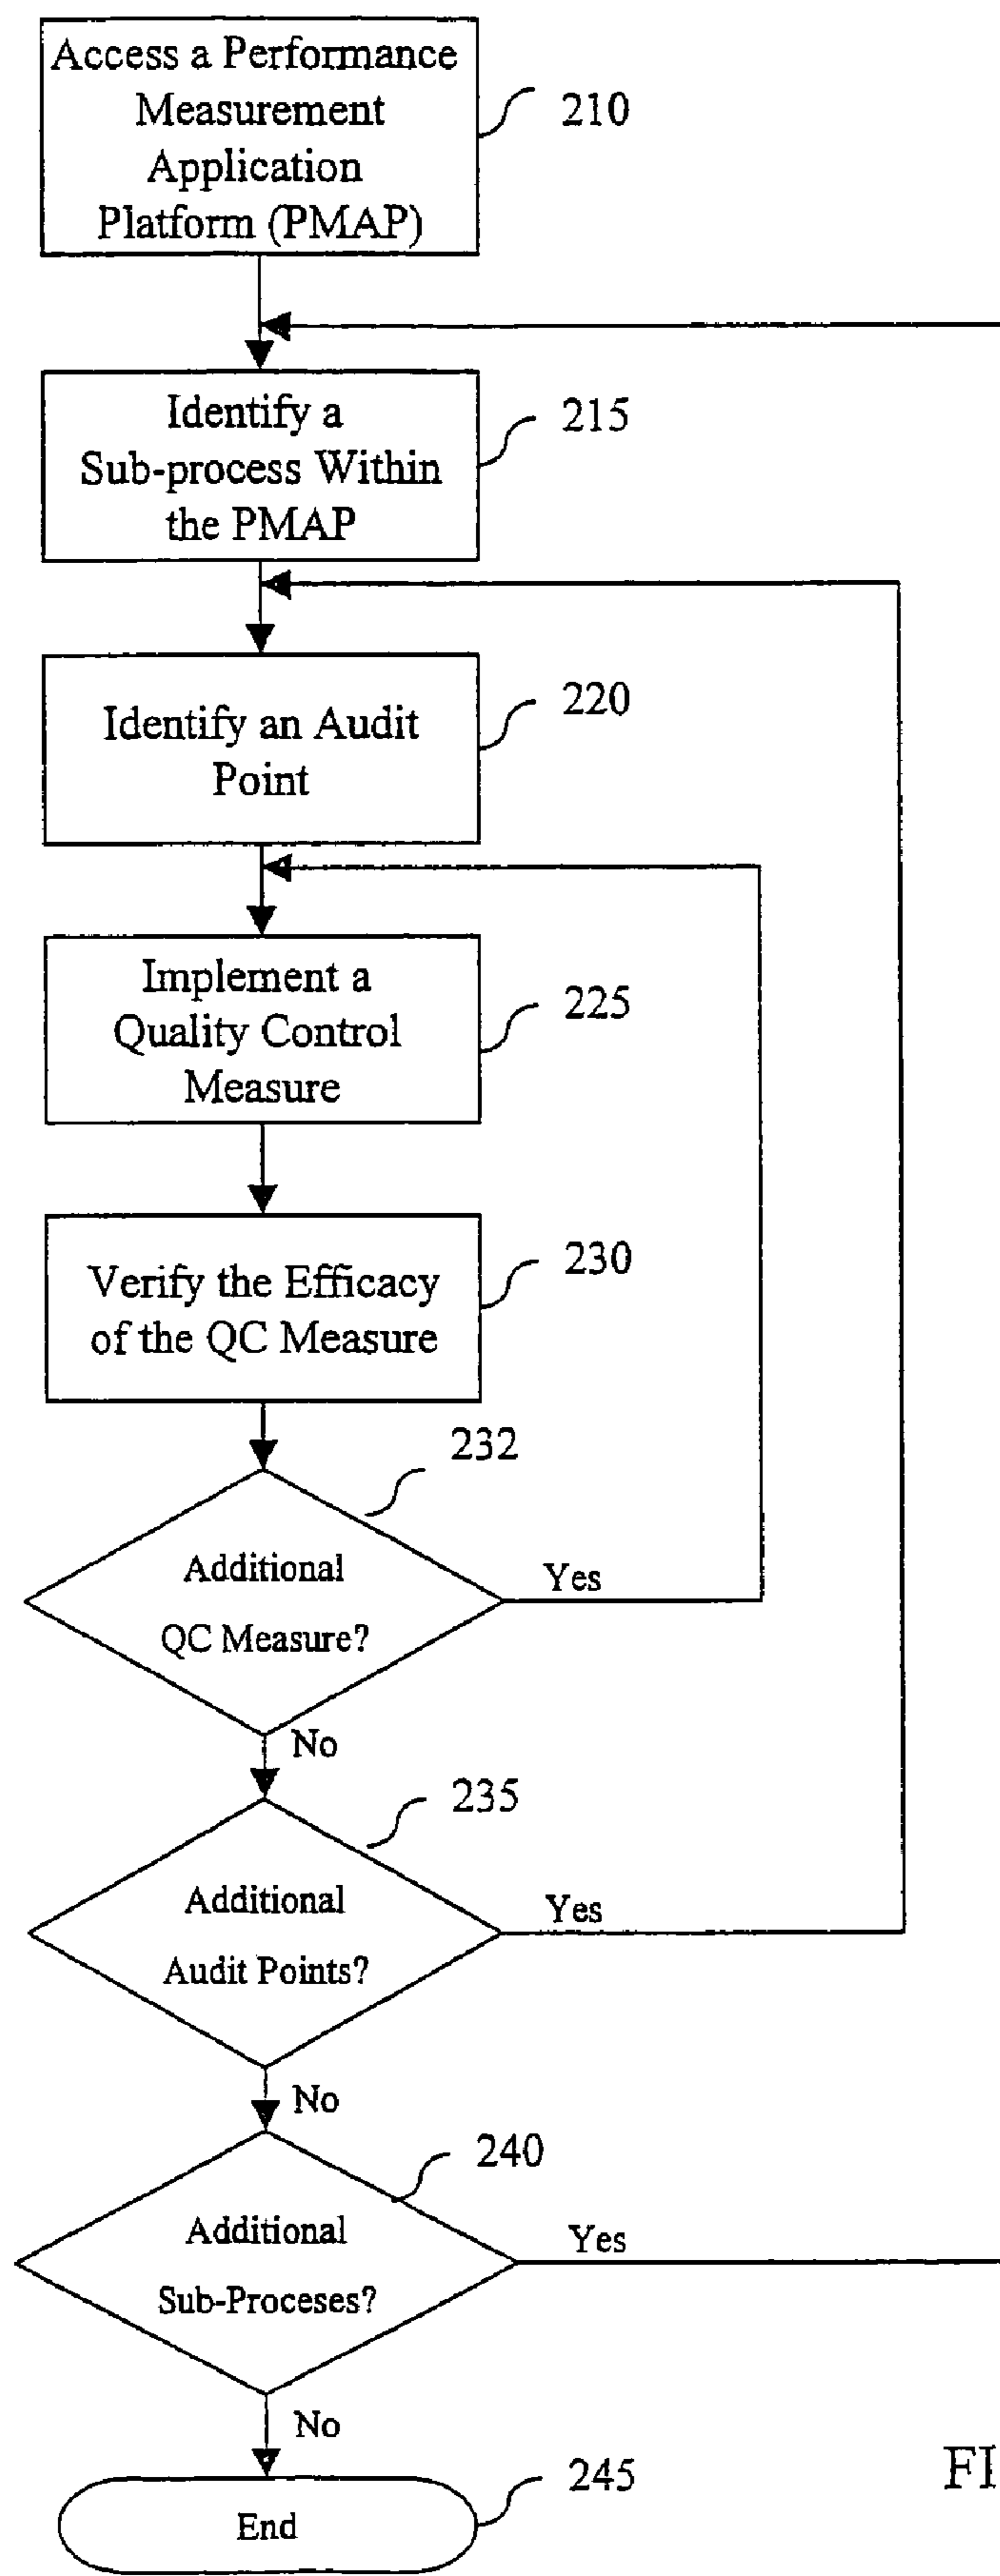 Access a Performance
Measurement
Application
Platform (PMAP)
210
Identify a
Sub-process Within
the PMAP
215
Identify an Audit
Point
220
Implement a
Quality Control
Measure
225
Verify the Efficacy
of the QC Measure
230
232
Additional
QC Measure?
Yes
No
235
Additional
Audit Points?
Yes
No
240
Additional
Sub-Proceses?
Yes
No
End
245
FI